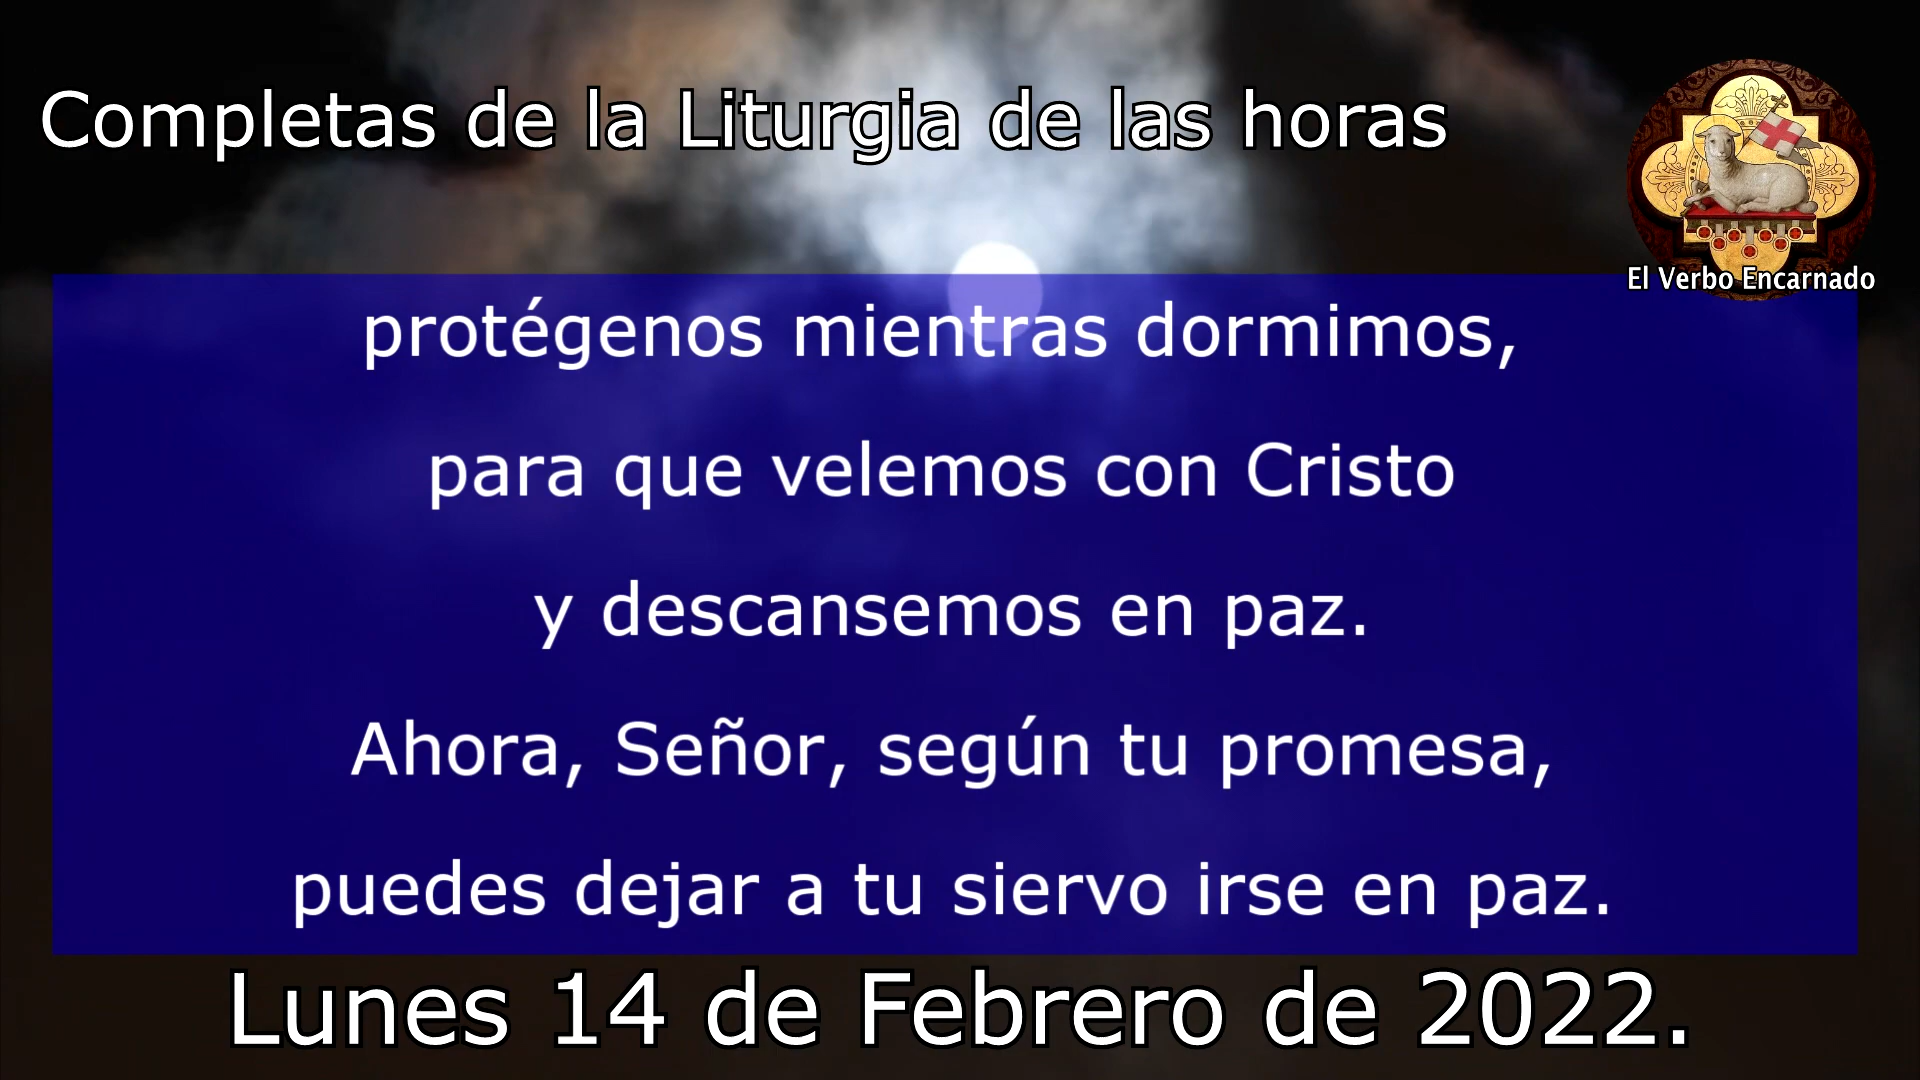 Completas de la Liturgia de las horas
El Verbo Encarnado
protégenos mientras dormimos,
para que velemos con Cristo
y descansemos en paz.
Ahora, Señor, según tu promesa,
puedes dejar a tu siervo irse en paz.
Lunes 14 de Febrero de 2022.